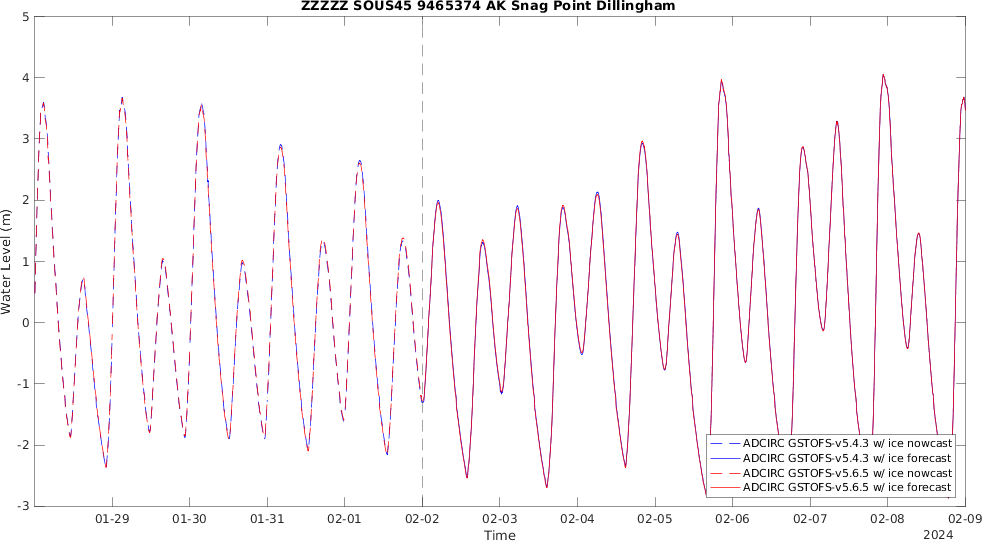 ZZZZZ SOUS45 9465374 AK Snag Point Dillingham
5
4
3
2
1
0
-1
-2
-3
Water Level (m)
ADCIRC GSTOFS-v5.4.3 w/ ice nowcast
ADCIRC GSTOFS-v5.4.3 w/ ice forecast
ADCIRC GSTOFS-v5.6.5 w/ ice nowcast
ADCIRC GSTOFS-v5.6.5 w/ ice forecast
01-29 01-30 01-31 02-01 02-02 02-03 02-04 02-05 02-06 02-07 02-08 02-09
Time
2024